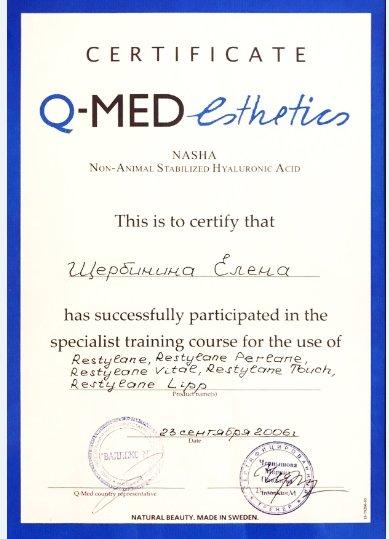 CERTIFICATE
Q-MED esthetics
NASHA
NON-ANIMAL STABILIZED HYALURONIC ACID
This is to certify that
Щербинина Елена
has successfully participated in the
specialist training course for the use of
Restylane, Restylane Perlane,
Restylane Vital, Restylane Touch,
Restylane Lipp
Product name(s)
23 сентября 2006г
Date
Q-Med country representative
NATURAL BEAUTY. MADE IN SWEDEN.